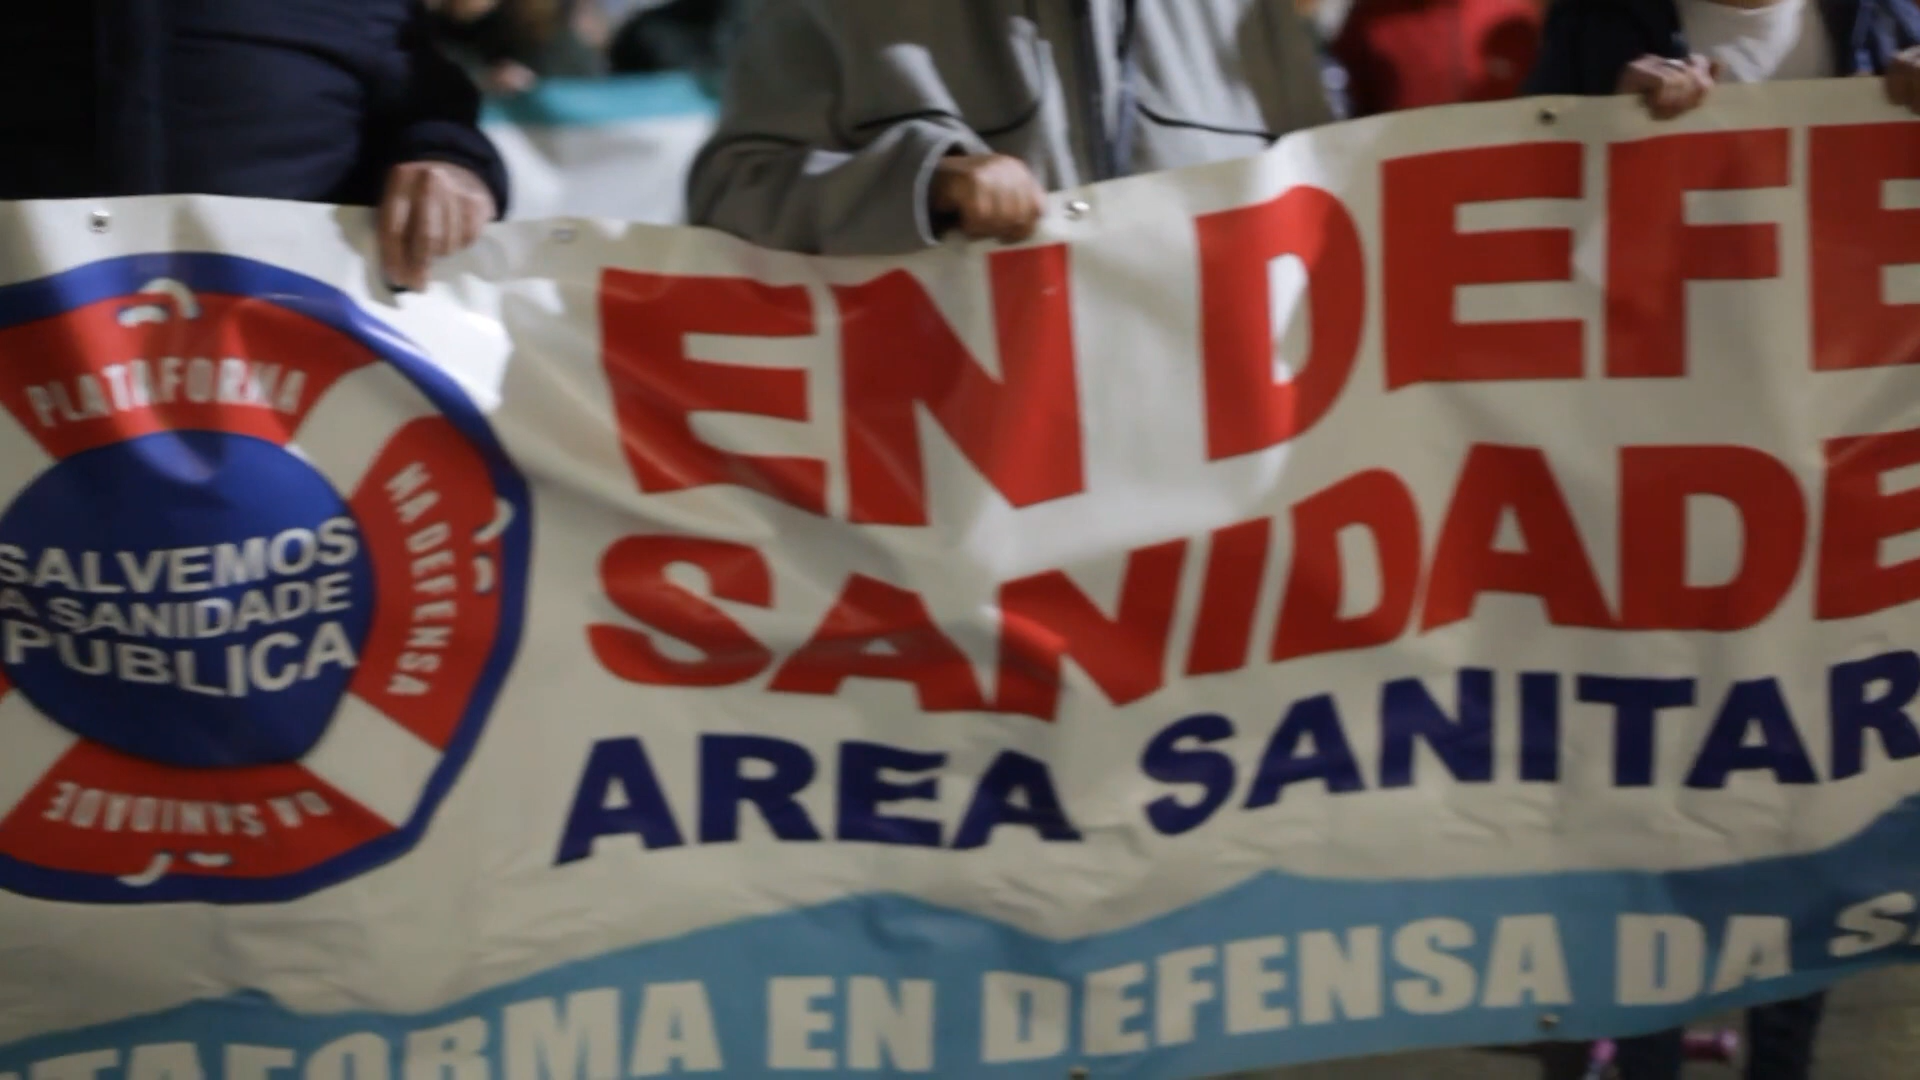 PLATAFORMA
NA DEFENSA
DA SANIDADE
SALVEMOS
A SANIDADE
PUBLICA
EN DEFE
SANIDADE
AREA SANITAR
TAFORMA EN DEFENSA DA S